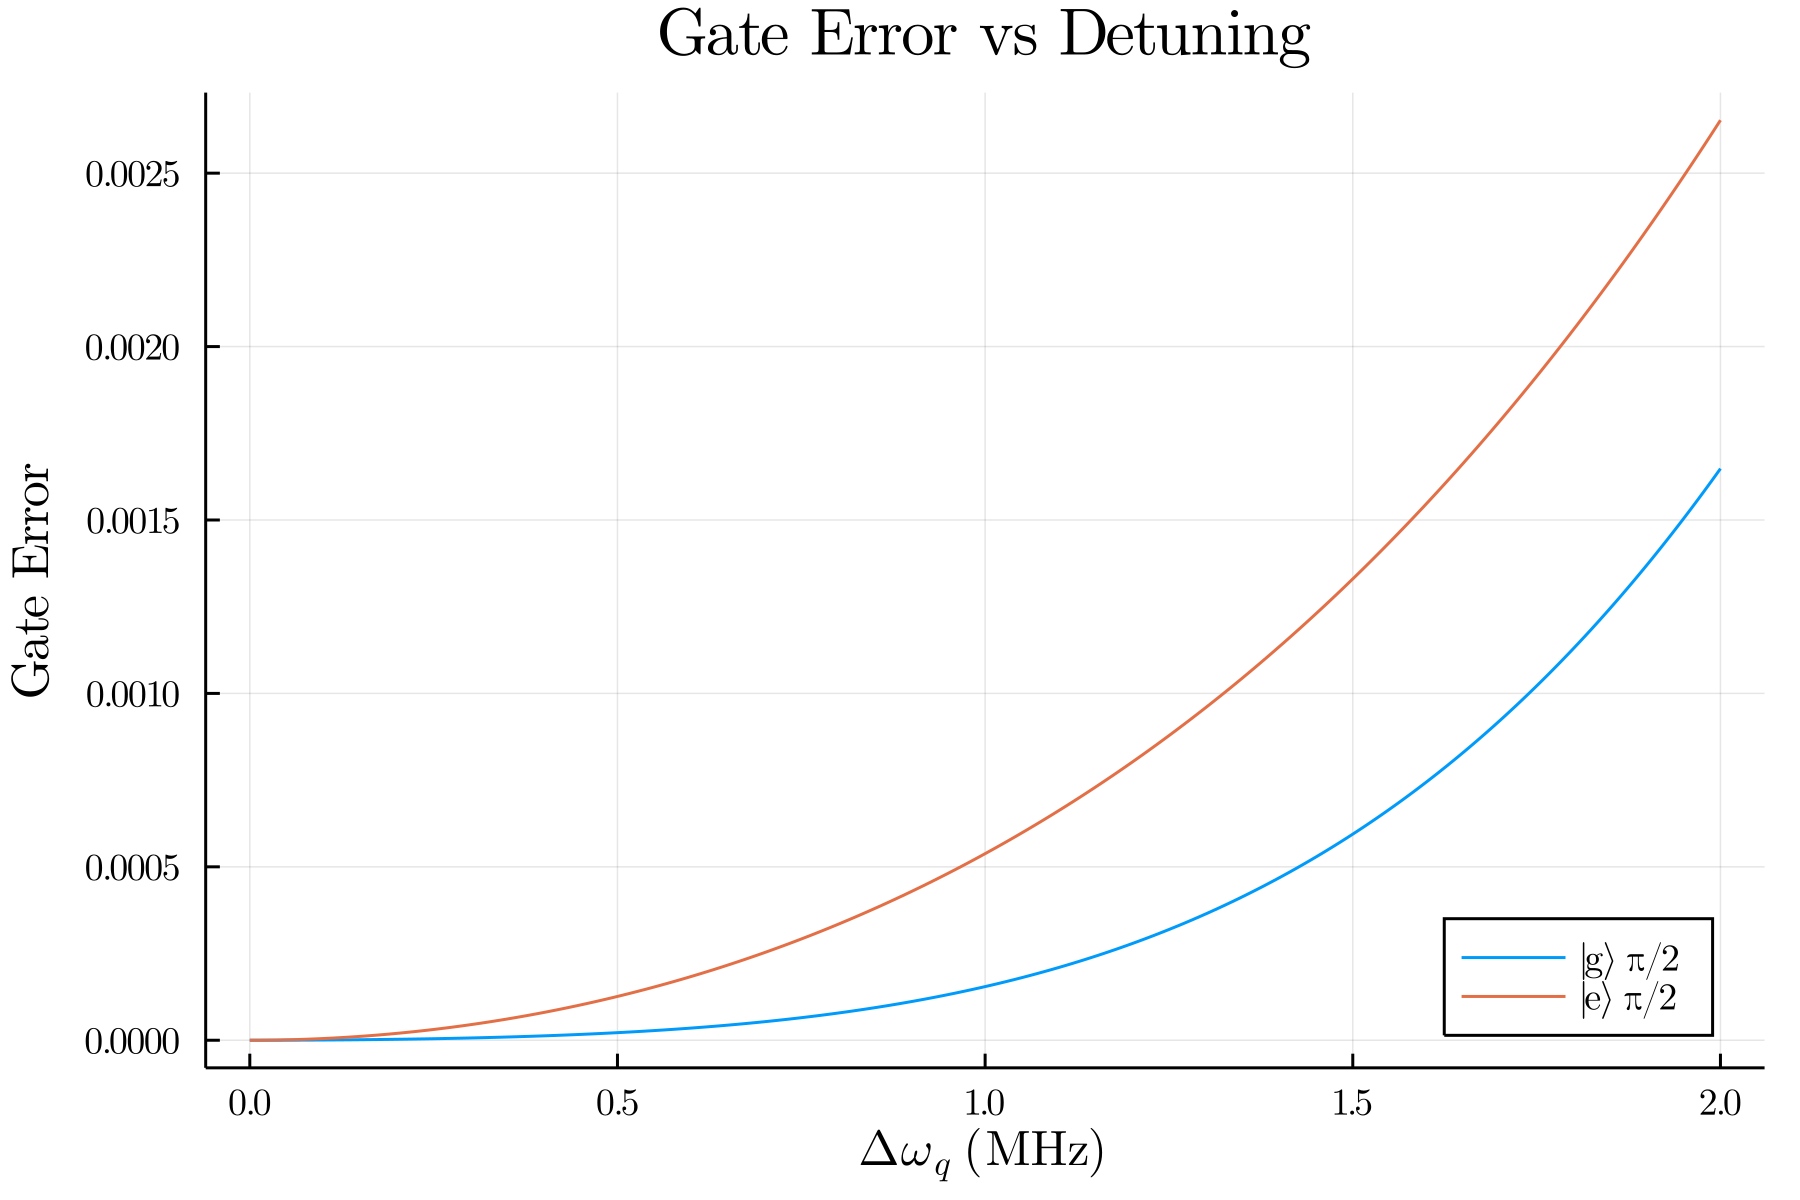 Gate Error vs Detuning
Gate Error
0.0025
0.0020
0.0015
0.0010
0.0005
0.0000
|g⟩ π/2
|e⟩ π/2
0.0 0.5 1.0 1.5 2.0
Δω_q (MHz)